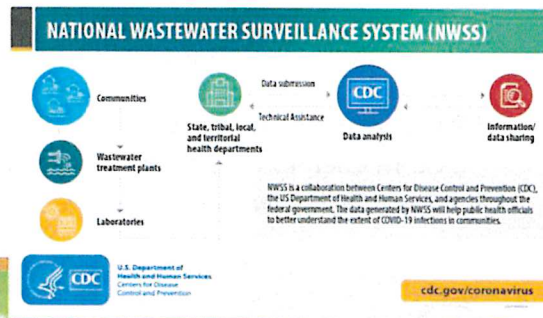 NATIONAL WASTEWATER SURVEILLANCE SYSTEM (NWSS)
Communities
Wastewater
treatment plants
Laboratories
State, tribal, local,
and territorial
health departments
Data submission
Technical Assistance
CDC
Data analysis
Information/
data sharing
NWSS is a collaboration between Centers for Disease Control and Prevention (CDC),
the US Department of Health and Human Services, and agencies throughout the
federal government. The data generated by NWSS will help public health officials
to better understand the extent of COVID-19 infections in communities.
CDC
U.S. Department of
Health and Human Services
Centers for Disease
Control and Prevention
cdc.gov/coronavirus